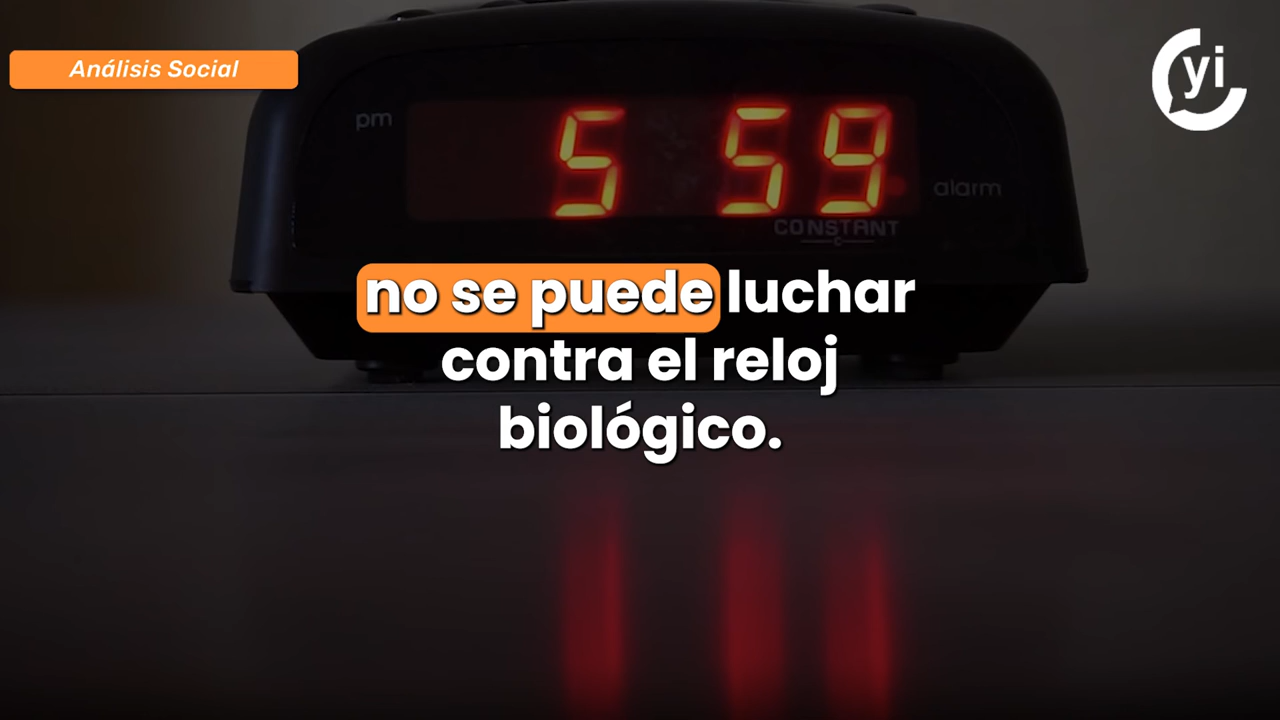 Análisis Social
yi
pm
5 59
alarm
CONSTANT
no se puede luchar
contra el reloj
biológico.